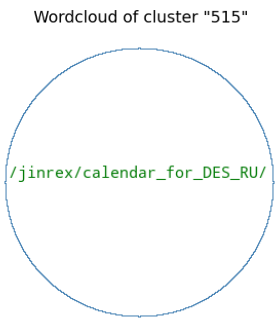 Wordcloud of cluster "515"
/jinrex/calendar_for_DES_RU/